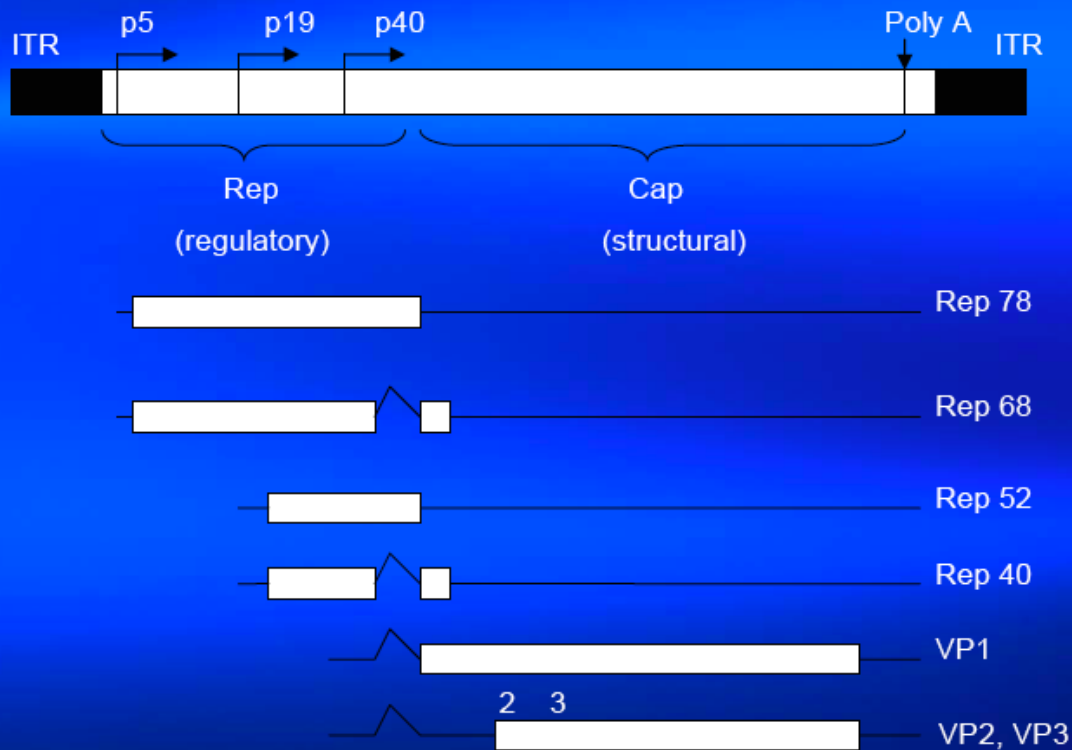 p5 p19 p40 Poly A
ITR ITR
Rep Cap
(regulatory) (structural)
Rep 78
Rep 68
Rep 52
Rep 40
VP1
2 3
VP2, VP3